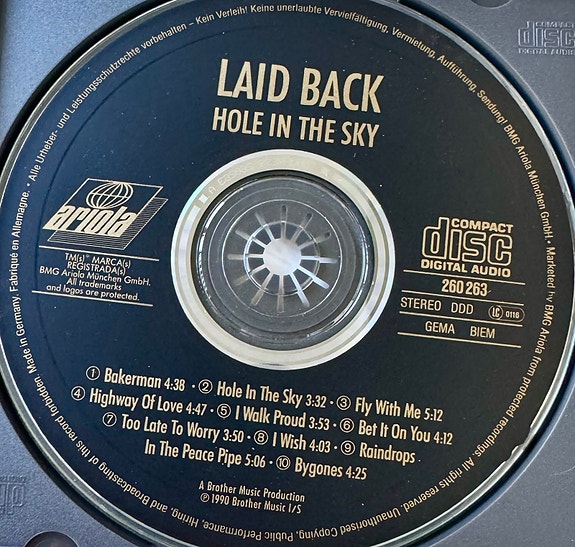 Alle Urheber- und Leistungsschutzrechte vorbehalten – Kein Verleih! Keine unerlaubte Vervielfältigung, Vermietung, Aufführung, Sendung! BMG Ariola München GmbH. • Marketed by BMG Ariola from protected recordings. All rights reserved. Unauthorised Copying, Public Performance, Hiring, and Broadcasting of this record forbidden Made in Germany. Fabriqué en Allemagne. •
LAID BACK
HOLE IN THE SKY
ariola
TM(s) MARCA(s)
REGISTRADA(s)
BMG Ariola München GmbH.
All trademarks
and logos are protected.
COMPACT
disc
DIGITAL AUDIO
260 263
STEREO DDD LC 0116
GEMA BIEM
① Bakerman 4:38 · ② Hole In The Sky 3:32 · ③ Fly With Me 5:12
④ Highway Of Love 4:47 · ⑤ I Walk Proud 3:53 · ⑥ Bet It On You 4:12
⑦ Too Late To Worry 3:50 · ⑧ I Wish 4:03 · ⑨ Raindrops
In The Peace Pipe 5:06 · ⑩ Bygones 4:25
A Brother Music Production
℗ 1990 Brother Music I/S
COMPACT
disc
DIGITAL AUDIO